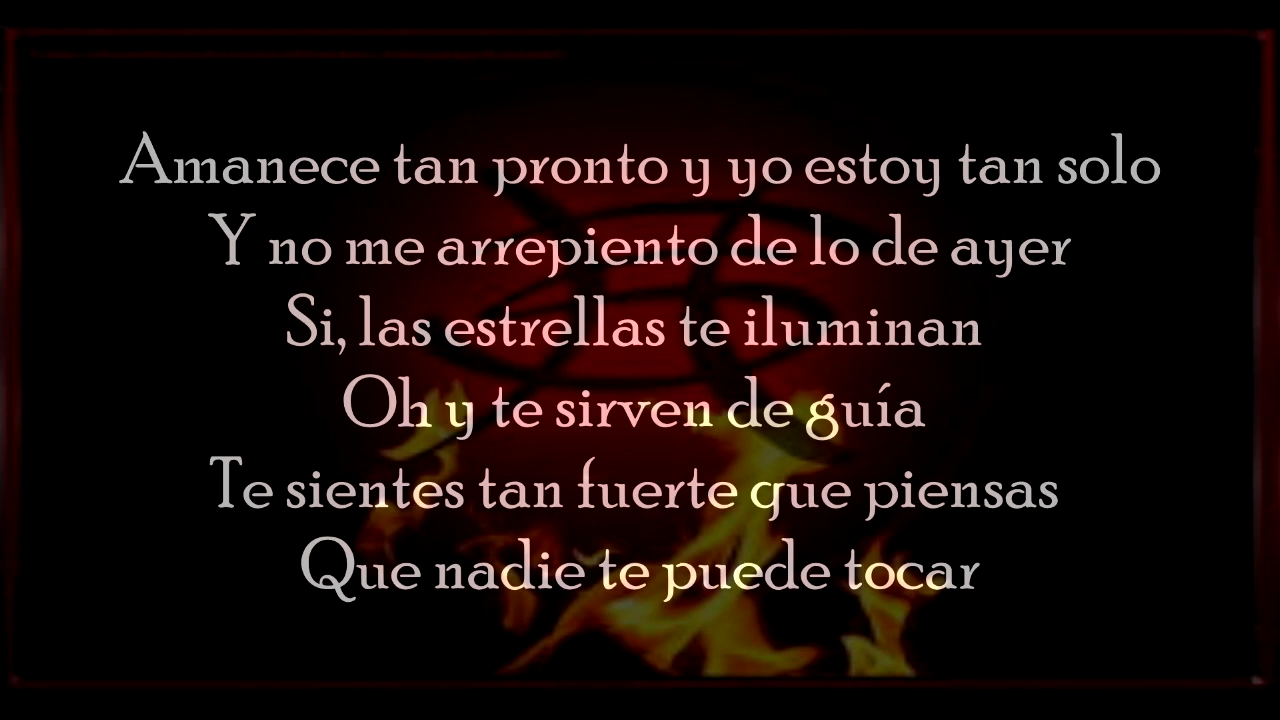 Amanece tan pronto y yo estoy tan solo
Y no me arrepiento de lo de ayer
Si, las estrellas te iluminan
Oh y te sirven de guía
Te sientes tan fuerte que piensas
Que nadie te puede tocar